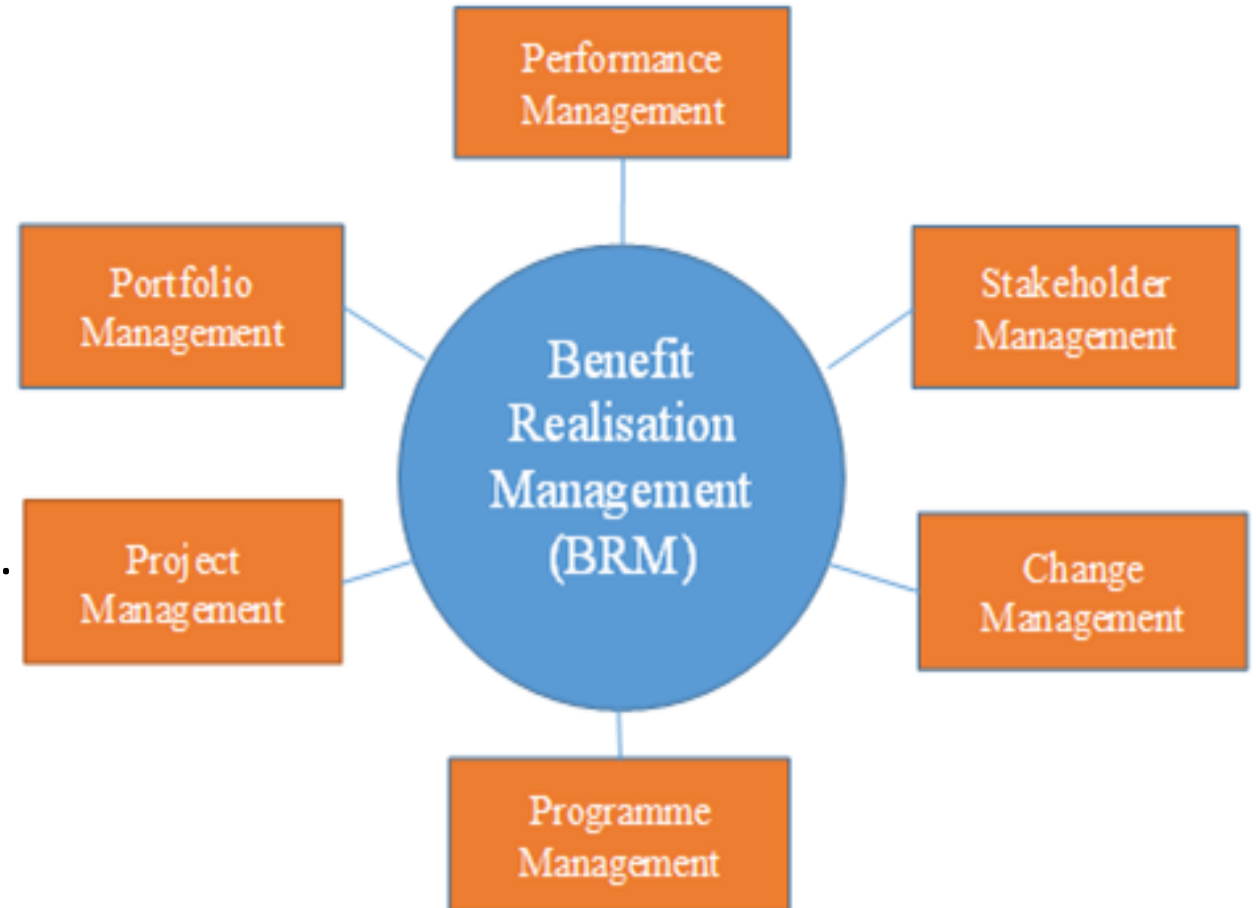 Performance
Management
Portfolio
Management
Stakeholder
Management
Benefit
Realisation
Management
(BRM)
Project
Management
Change
Management
Programme
Management